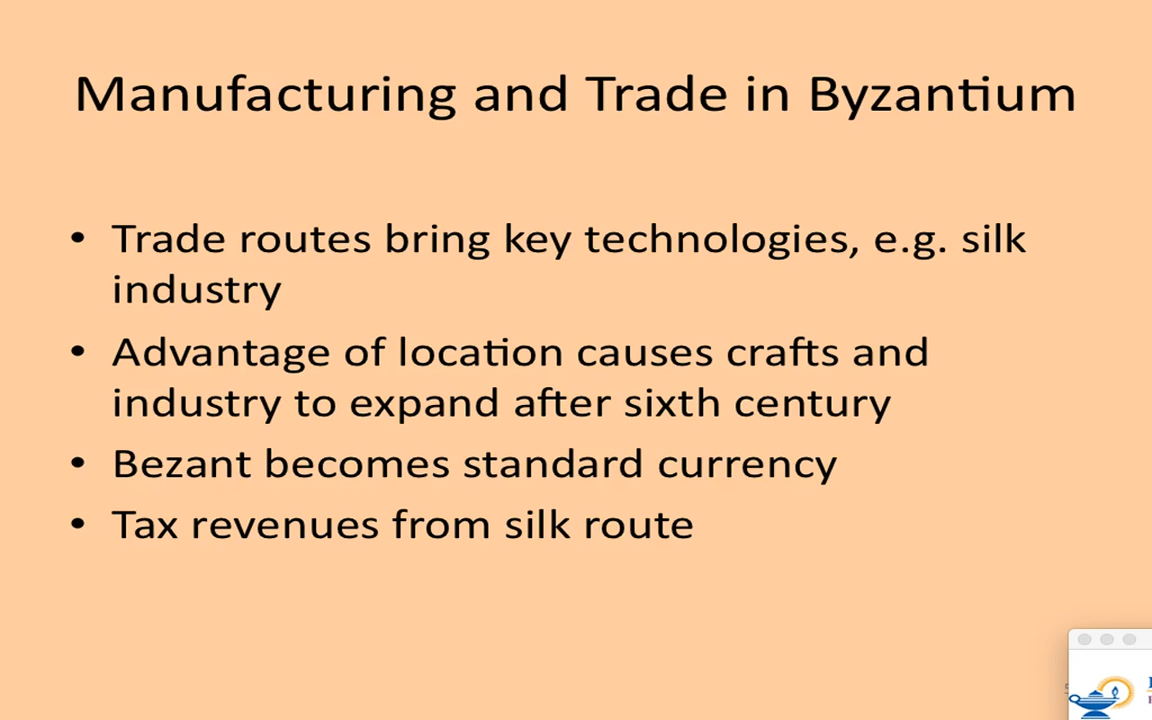 Manufacturing and Trade in Byzantium
• Trade routes bring key technologies, e.g. silk
industry
• Advantage of location causes crafts and
industry to expand after sixth century
• Bezant becomes standard currency
• Tax revenues from silk route